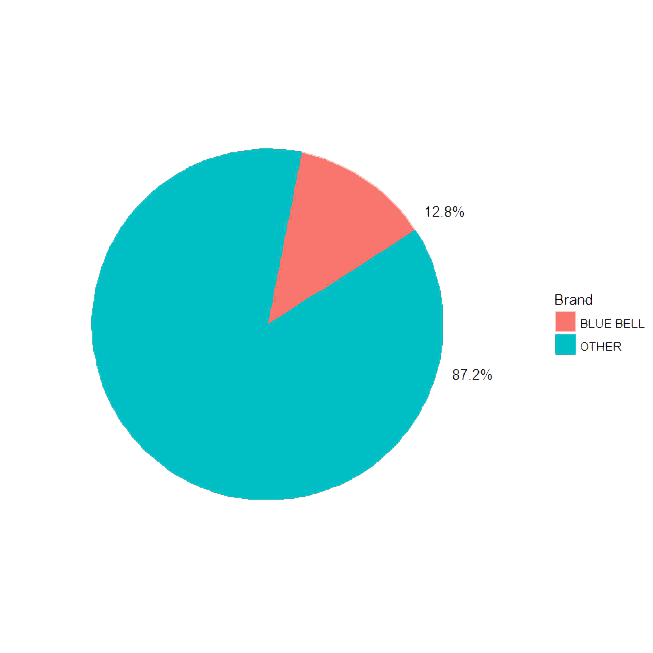 12.8%
87.2%
Brand
BLUE BELL
OTHER